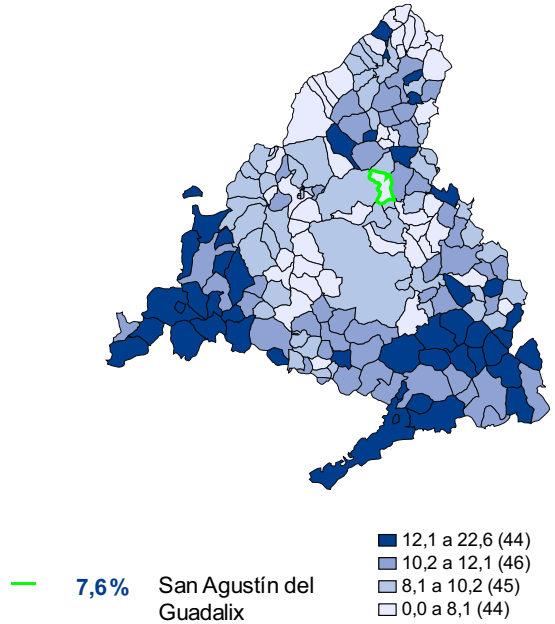 12,1 a 22,6 (44)
10,2 a 12,1 (46)
8,1 a 10,2 (45)
0,0 a 8,1 (44)
7,6% San Agustín del
Guadalix